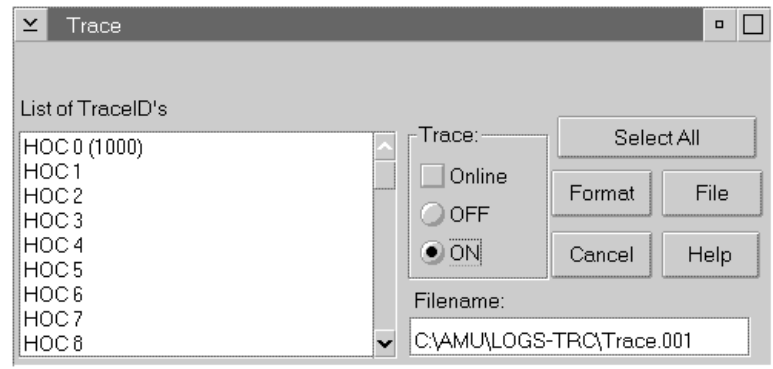 Trace
List of TraceID's
HOC 0 (1000)
HOC 1
HOC 2
HOC 3
HOC 4
HOC 5
HOC 6
HOC 7
HOC 8
Trace:
Online
OFF
ON
Select All
Format
File
Cancel
Help
Filename:
C:\AMU\LOGS-TRC\Trace.001